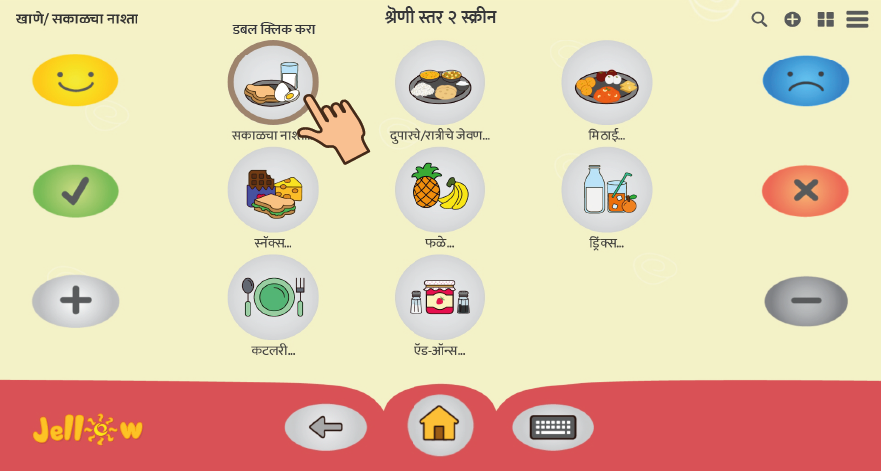 खाणे/ सकाळचा नाश्ता
श्रेणी स्तर २ स्क्रीन
डबल क्लिक करा
सकाळचा नाश्ता...
दुपारचे/रात्रीचे जेवण...
मिठाई...
स्नॅक्स...
फळे...
ड्रिंक्स...
कटलरी...
ऍड-ऑन्स...
Jellow